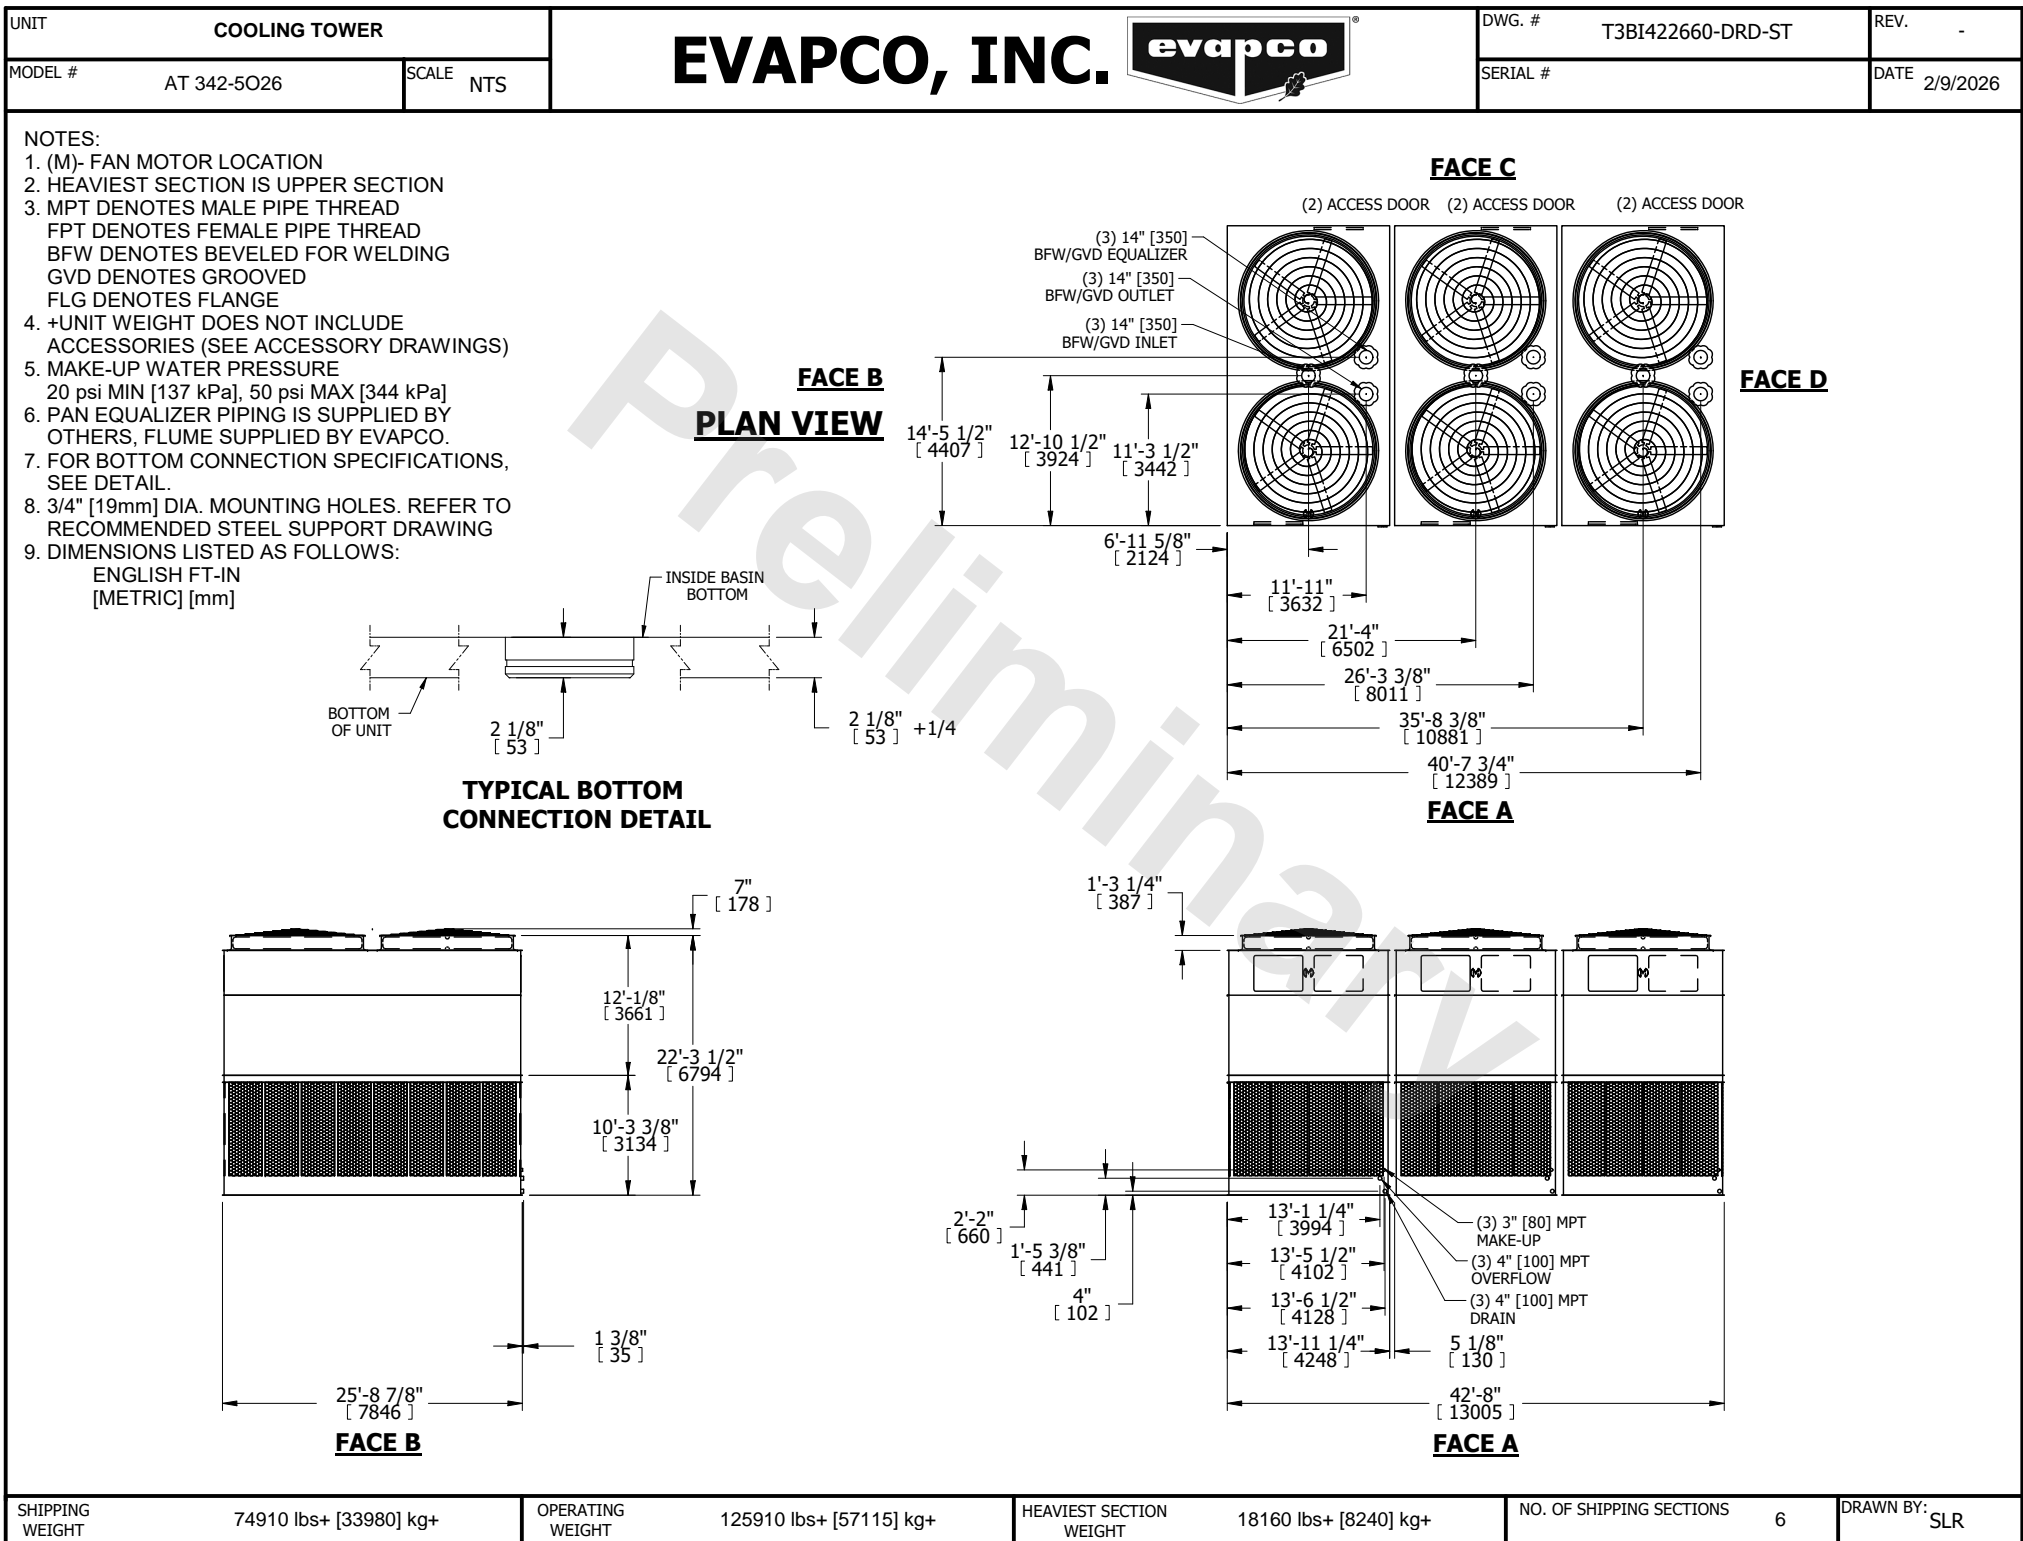 UNIT
COOLING TOWER
MODEL #
AT 342-5O26
SCALE
NTS
EVAPCO, INC.
evapco
®
DWG. #
T3BI422660-DRD-ST
REV.
-
SERIAL #
DATE
2/9/2026
NOTES:
1. (M)- FAN MOTOR LOCATION
2. HEAVIEST SECTION IS UPPER SECTION
3. MPT DENOTES MALE PIPE THREAD
FPT DENOTES FEMALE PIPE THREAD
BFW DENOTES BEVELED FOR WELDING
GVD DENOTES GROOVED
FLG DENOTES FLANGE
4. +UNIT WEIGHT DOES NOT INCLUDE
ACCESSORIES (SEE ACCESSORY DRAWINGS)
5. MAKE-UP WATER PRESSURE
20 psi MIN [137 kPa], 50 psi MAX [344 kPa]
6. PAN EQUALIZER PIPING IS SUPPLIED BY
OTHERS, FLUME SUPPLIED BY EVAPCO.
7. FOR BOTTOM CONNECTION SPECIFICATIONS,
SEE DETAIL.
8. 3/4" [19mm] DIA. MOUNTING HOLES. REFER TO
RECOMMENDED STEEL SUPPORT DRAWING
9. DIMENSIONS LISTED AS FOLLOWS:
ENGLISH FT-IN
[METRIC] [mm]
INSIDE BASIN
BOTTOM
BOTTOM
OF UNIT
2 1/8"
[ 53 ]
2 1/8"
[ 53 ]
+1/4
TYPICAL BOTTOM
CONNECTION DETAIL
Preliminary
FACE C
(2) ACCESS DOOR
(2) ACCESS DOOR
(2) ACCESS DOOR
(3) 14" [350]
BFW/GVD EQUALIZER
(3) 14" [350]
BFW/GVD OUTLET
(3) 14" [350]
BFW/GVD INLET
FACE B
PLAN VIEW
FACE D
14'-5 1/2"
[ 4407 ]
12'-10 1/2"
[ 3924 ]
11'-3 1/2"
[ 3442 ]
6'-11 5/8"
[ 2124 ]
11'-11"
[ 3632 ]
21'-4"
[ 6502 ]
26'-3 3/8"
[ 8011 ]
35'-8 3/8"
[ 10881 ]
40'-7 3/4"
[ 12389 ]
FACE A
7"
[ 178 ]
12'-1/8"
[ 3661 ]
22'-3 1/2"
[ 6794 ]
10'-3 3/8"
[ 3134 ]
1 3/8"
[ 35 ]
25'-8 7/8"
[ 7846 ]
FACE B
1'-3 1/4"
[ 387 ]
(M)
(M)
(M)
2'-2"
[ 660 ]
1'-5 3/8"
[ 441 ]
4"
[ 102 ]
13'-1 1/4"
[ 3994 ]
13'-5 1/2"
[ 4102 ]
13'-6 1/2"
[ 4128 ]
13'-11 1/4"
[ 4248 ]
5 1/8"
[ 130 ]
(3) 3" [80] MPT
MAKE-UP
(3) 4" [100] MPT
OVERFLOW
(3) 4" [100] MPT
DRAIN
42'-8"
[ 13005 ]
FACE A
SHIPPING
WEIGHT
74910 lbs+ [33980] kg+
OPERATING
WEIGHT
125910 lbs+ [57115] kg+
HEAVIEST SECTION
WEIGHT
18160 lbs+ [8240] kg+
NO. OF SHIPPING SECTIONS
6
DRAWN BY:
SLR